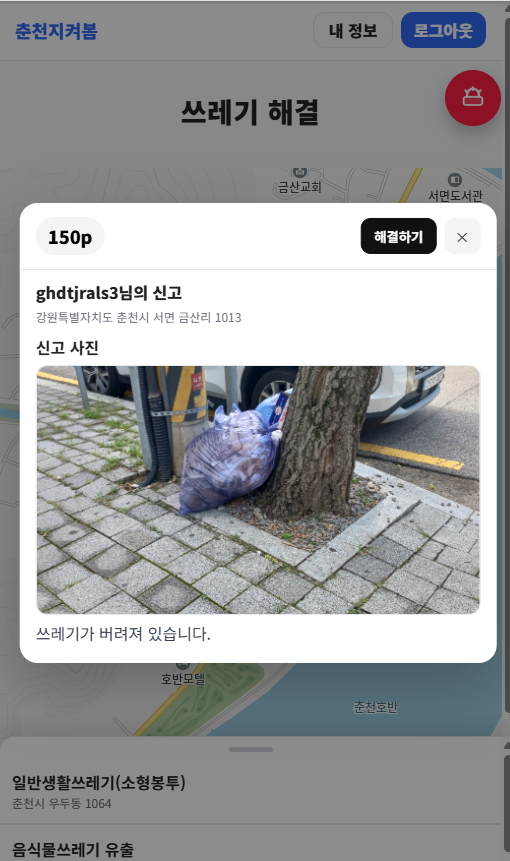 춘천지켜봄
내 정보
로그아웃
쓰레기 해결
금산교회
서면도서관
150p
해결하기
ghdtjrals3님의 신고
강원특별자치도 춘천시 서면 금산리 1013
신고 사진
쓰레기가 버려져 있습니다.
호반모텔
춘천호반
일반생활쓰레기(소형봉투)
춘천시 우두동 1064
음식물쓰레기 유출